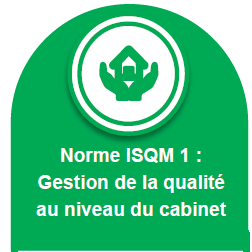 Norme ISQM 1 :
Gestion de la qualité
au niveau du cabinet